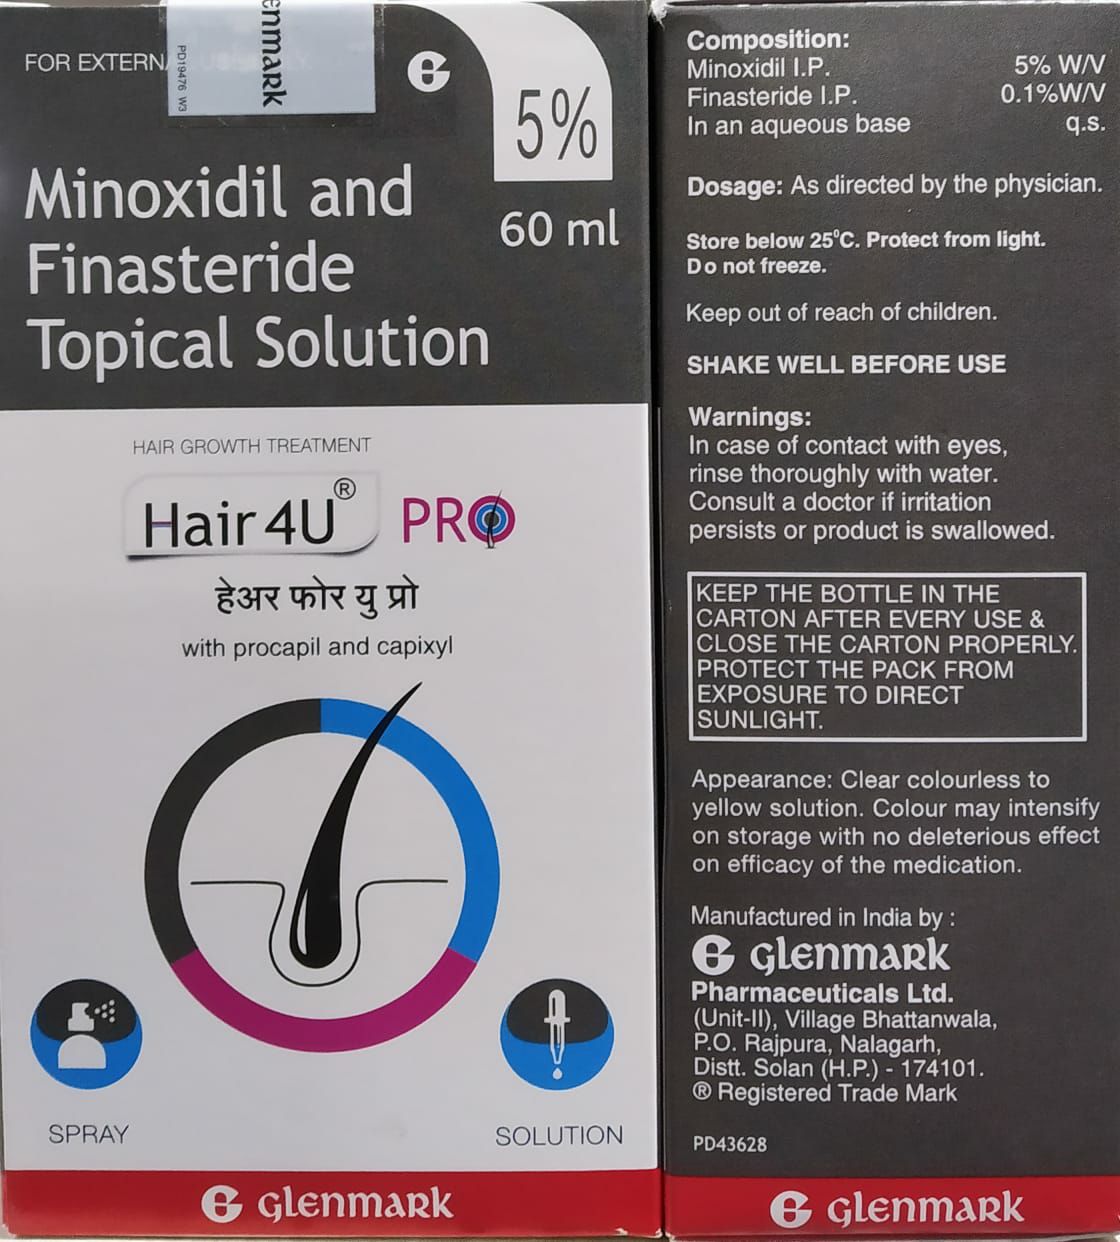 FOR EXTERN
enmark
PD19476 W3
5%
Minoxidil and
Finasteride
Topical Solution
60 ml
HAIR GROWTH TREATMENT
Hair4U® PRO
हेअर फोर यु प्रो
with procapil and capixyl
SPRAY
SOLUTION
GLENMARK
Composition:
Minoxidil I.P. 5% W/V
Finasteride I.P. 0.1%W/V
In an aqueous base q.s.
Dosage: As directed by the physician.
Store below 25⁰C. Protect from light.
Do not freeze.
Keep out of reach of children.
SHAKE WELL BEFORE USE
Warnings:
In case of contact with eyes,
rinse thoroughly with water.
Consult a doctor if irritation
persists or product is swallowed.
KEEP THE BOTTLE IN THE
CARTON AFTER EVERY USE &
CLOSE THE CARTON PROPERLY.
PROTECT THE PACK FROM
EXPOSURE TO DIRECT
SUNLIGHT.
Appearance: Clear colourless to
yellow solution. Colour may intensify
on storage with no deleterious effect
on efficacy of the medication.
Manufactured in India by :
GLENMARK
Pharmaceuticals Ltd.
(Unit-II), Village Bhattanwala,
P.O. Rajpura, Nalagarh,
Distt. Solan (H.P.) - 174101.
® Registered Trade Mark
PD43628
GLENMARK